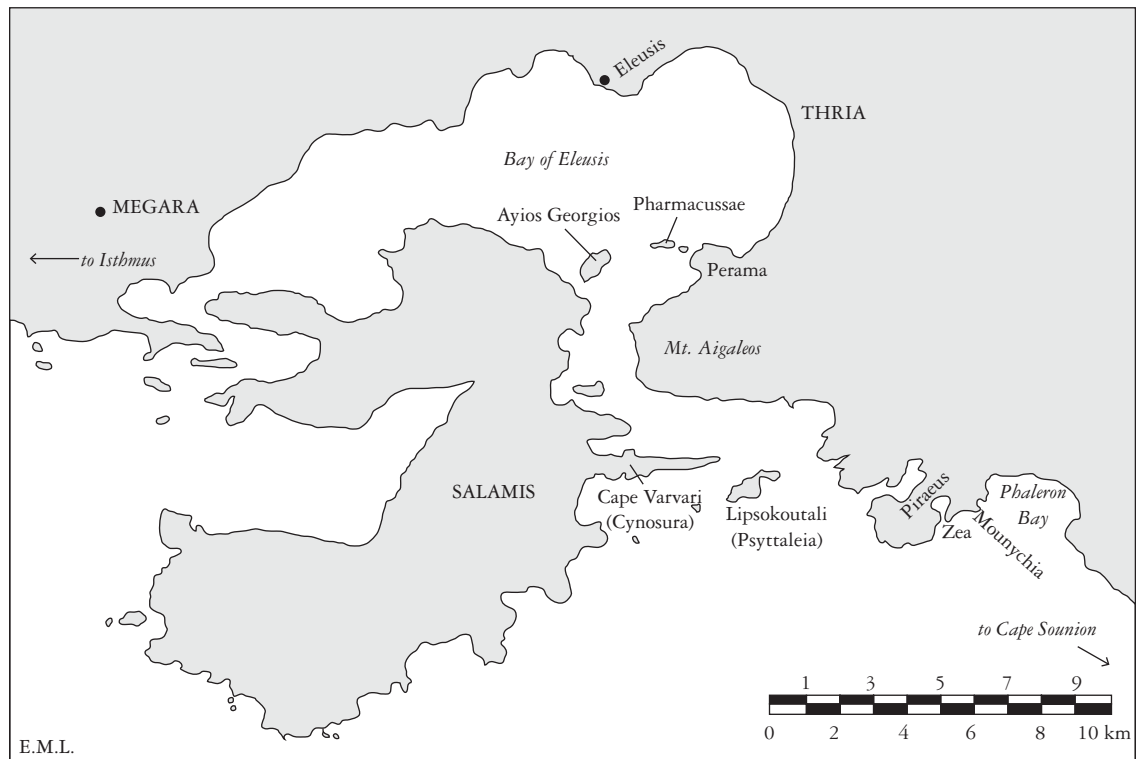 Eleusis
THRIA
Bay of Eleusis
MEGARA
Pharmacussae
Ayios Georgios
to Isthmus
Perama
Mt. Aigaleos
SALAMIS
Cape Varvari
(Cynosura)
Lipsokoutali
(Psyttaleia)
Piraeus
Zea
Mounychia
Phaleron
Bay
to Cape Sounion
1 3 5 7 9
0 2 4 6 8 10 km
E.M.L.